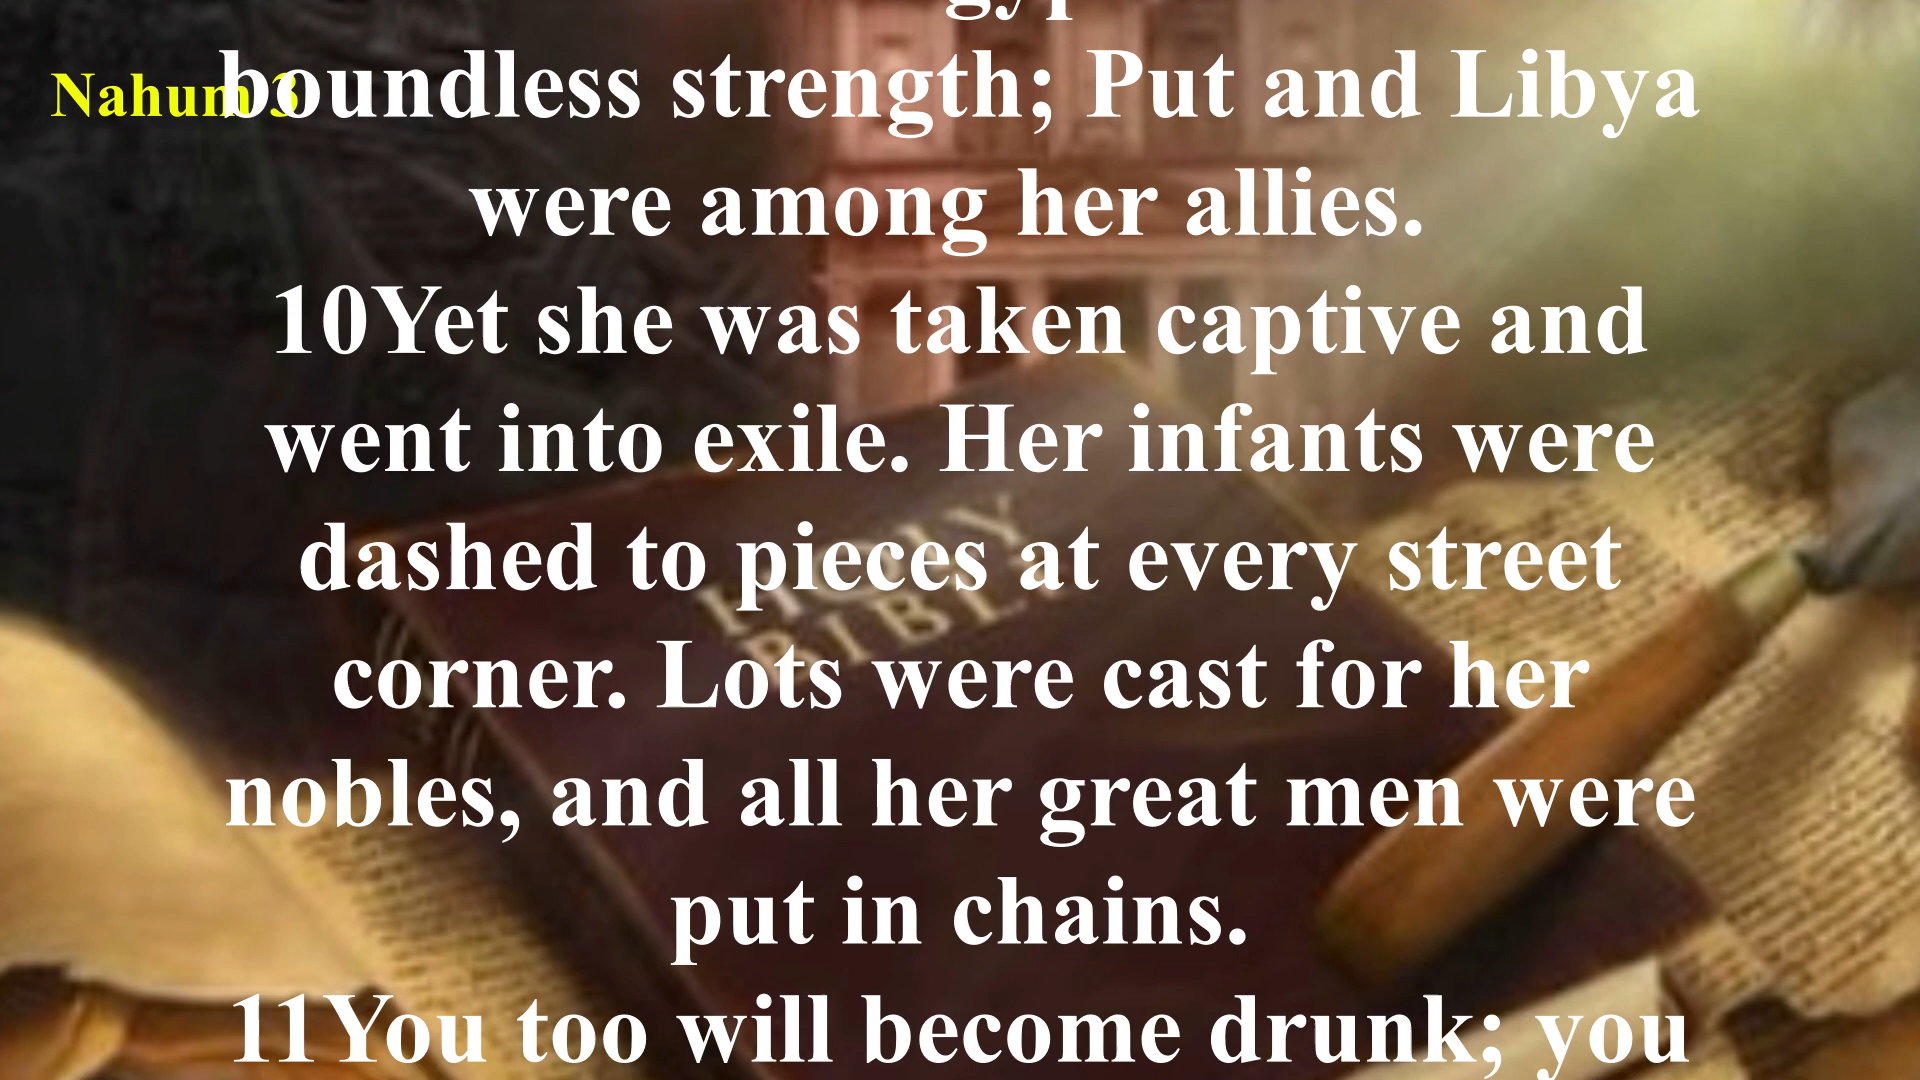 Nahum 3
boundless strength; Put and Libya
were among her allies.
10Yet she was taken captive and
went into exile. Her infants were
dashed to pieces at every street
corner. Lots were cast for her
nobles, and all her great men were
put in chains.
11You too will become drunk; you
HOLY
BIBLE